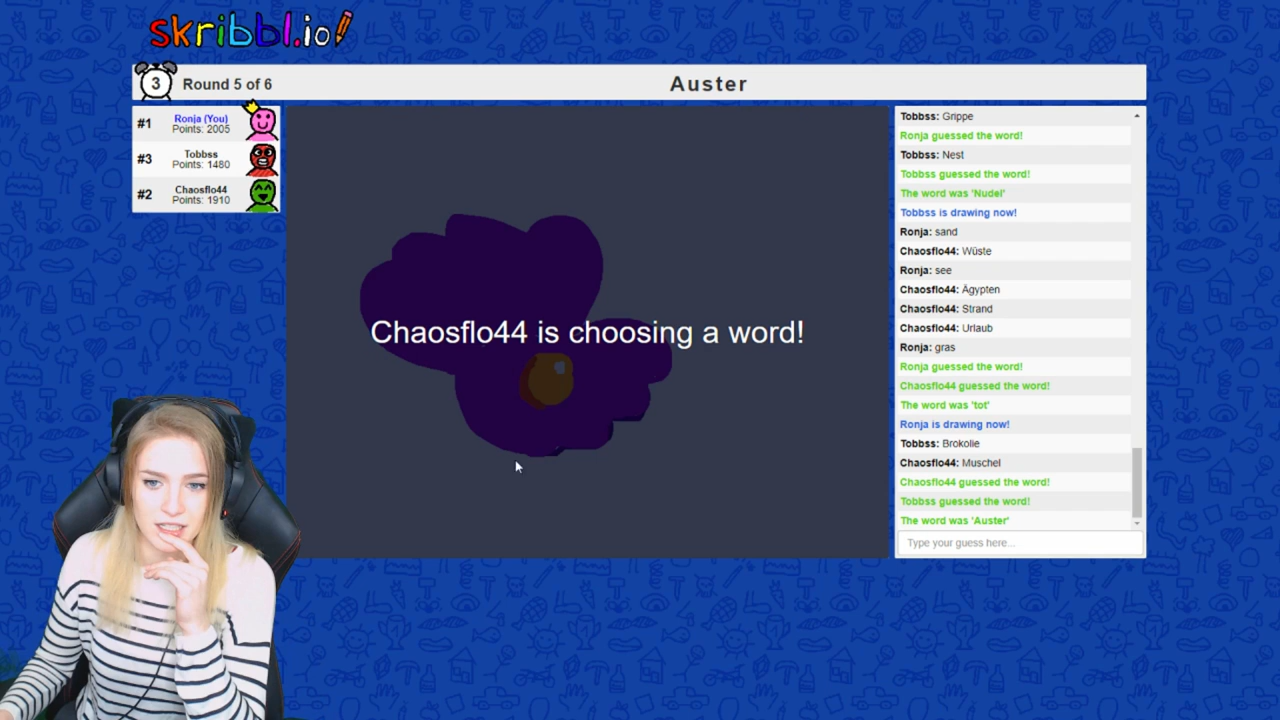 skribbl.io
3
Round 5 of 6
Auster
#1
Ronja (You)
Points: 2005
#3
Tobbss
Points: 1480
#2
Chaosflo44
Points: 1910
Chaosflo44 is choosing a word!
Tobbss: Grippe
Ronja guessed the word!
Tobbss: Nest
Tobbss guessed the word!
The word was 'Nudel'
Tobbss is drawing now!
Ronja: sand
Chaosflo44: Wüste
Ronja: see
Chaosflo44: Ägypten
Chaosflo44: Strand
Chaosflo44: Urlaub
Ronja: gras
Ronja guessed the word!
Chaosflo44 guessed the word!
The word was 'tot'
Ronja is drawing now!
Tobbss: Brokolie
Chaosflo44: Muschel
Chaosflo44 guessed the word!
Tobbss guessed the word!
The word was 'Auster'
Type your guess here...